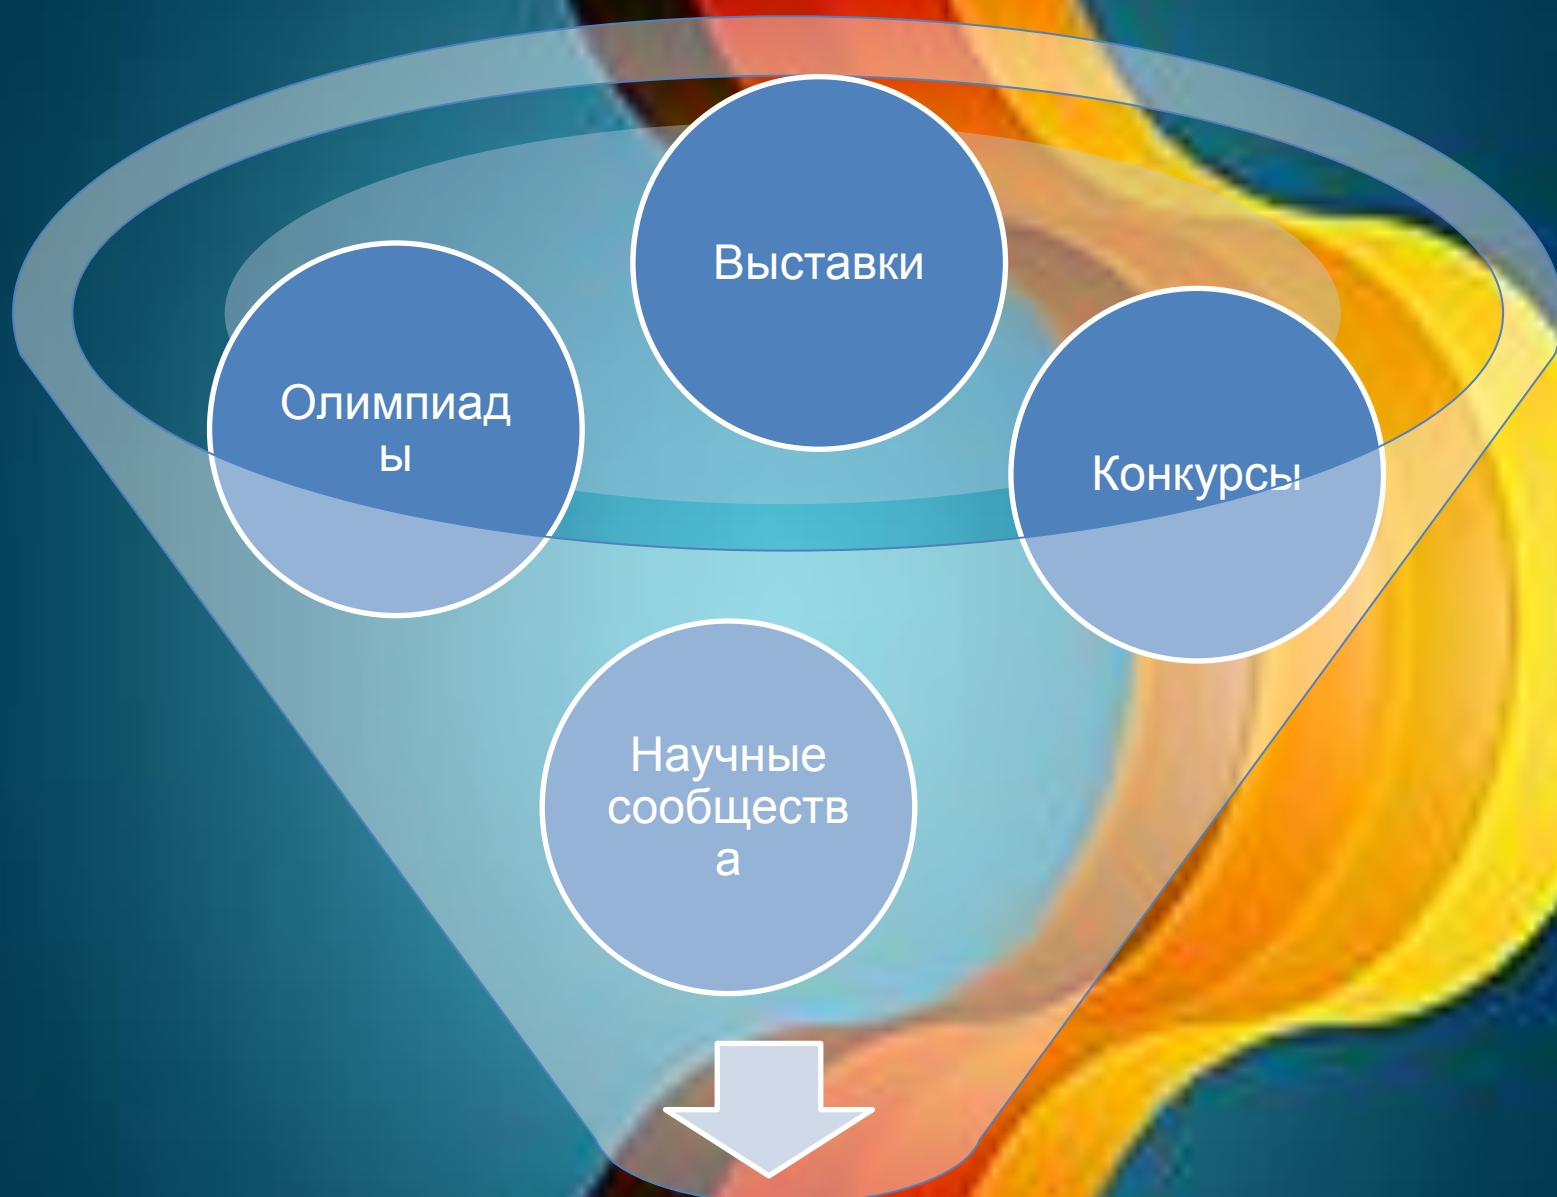 Выставки
Олимпиад
ы
Конкурсы
Научные
сообществ
а